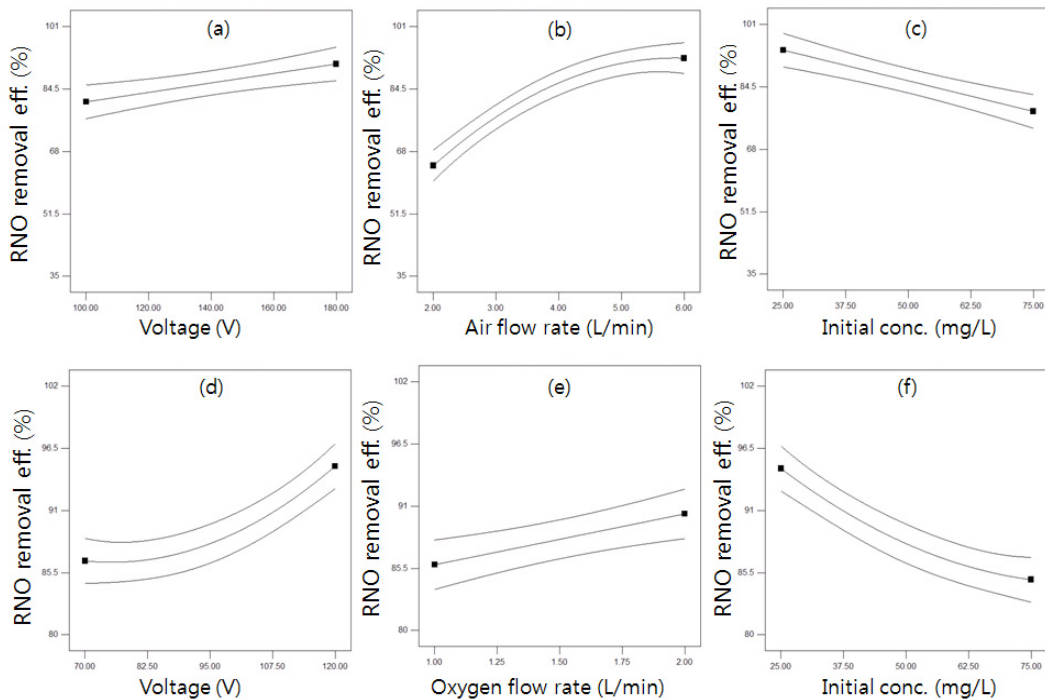 (a)
RNO removal eff. (%)
101
84.5
68
51.5
35
100.00 120.00 140.00 160.00 180.00
Voltage (V)
(b)
RNO removal eff. (%)
101
84.5
68
51.5
35
2.00 3.00 4.00 5.00 6.00
Air flow rate (L/min)
(c)
RNO removal eff. (%)
101
84.5
68
51.5
35
25.00 37.50 50.00 62.50 75.00
Initial conc. (mg/L)
(d)
RNO removal eff. (%)
102
96.5
91
85.5
80
70.00 82.50 95.00 107.50 120.00
Voltage (V)
(e)
RNO removal eff. (%)
102
96.5
91
85.5
80
1.00 1.25 1.50 1.75 2.00
Oxygen flow rate (L/min)
(f)
RNO removal eff. (%)
102
96.5
91
85.5
80
25.00 37.50 50.00 62.50 75.00
Initial conc. (mg/L)